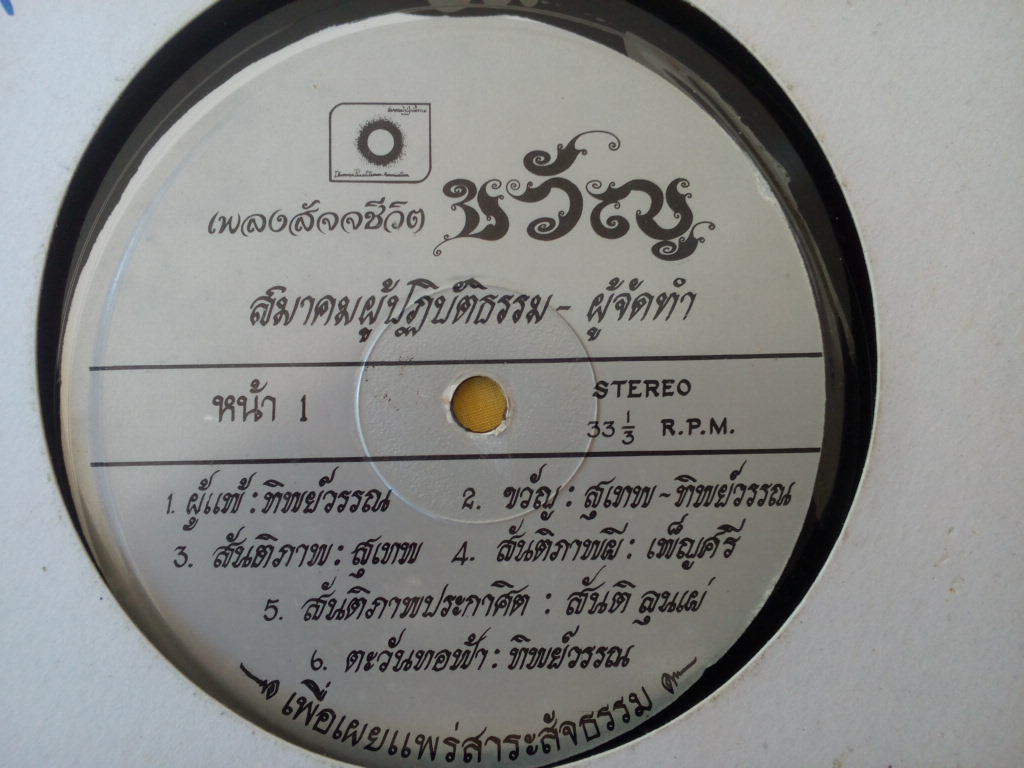 เพลงสัจจชีวิต ขวัญ
สมาคมผู้ปฏิบัติธรรม - ผู้จัดทำ
หน้า 1
STEREO
33 1/3 R.P.M.
1. ผู้แพ้ : ทิพย์วรรณ 2. ขวัญ : สุเทพ - ทิพย์วรรณ
3. สันติภาพ : สุเทพ 4. สันติภาพผี : เพ็ญศรี
5. สันติภาพประกาศิต : สันติ ลุนเผ่
๖. ตะวันทอฟ้า : ทิพย์วรรณ
เพื่อเผยแพร่สาระสัจธรรม